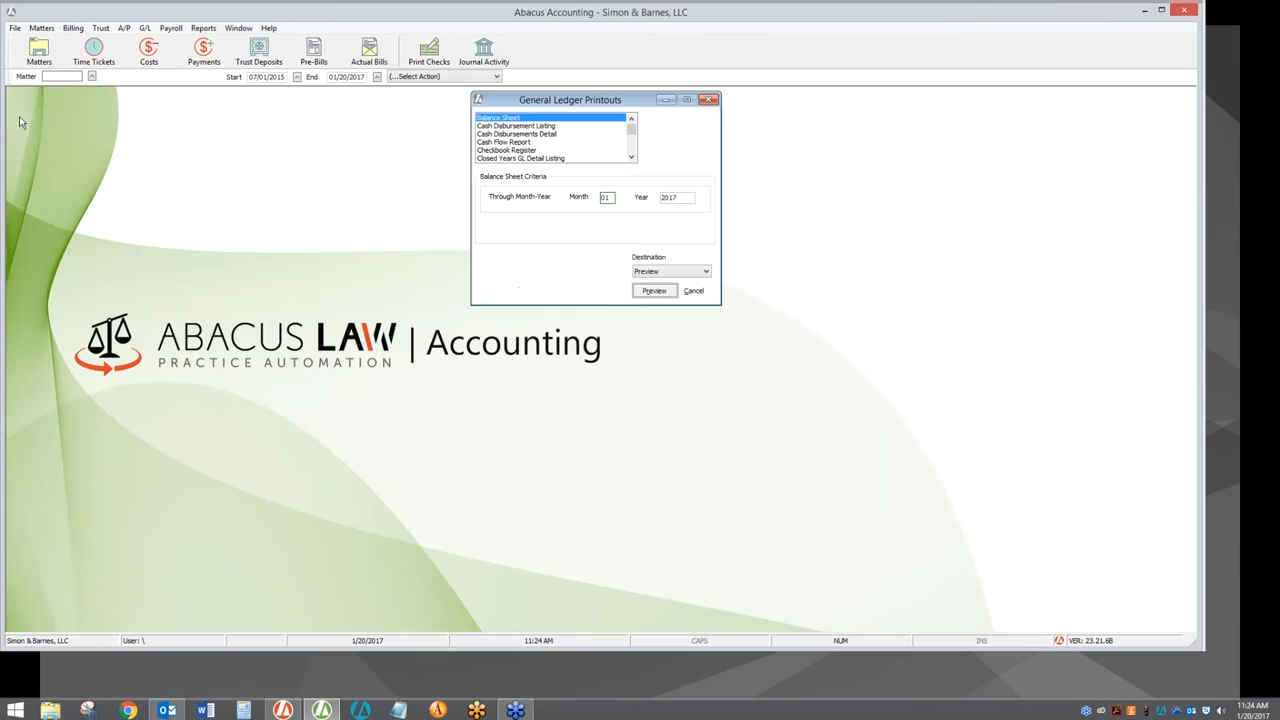 Abacus Accounting - Simon & Barnes, LLC
File Matters Billing Trust A/P G/L Payroll Reports Window Help
Matters Time Tickets Costs Payments Trust Deposits Pre-Bills Actual Bills Print Checks Journal Activity
Matter Start 07/01/2015 End 01/20/2017 (...Select Action)
General Ledger Printouts
Balance Sheet
Cash Disbursement Listing
Cash Disbursements Detail
Cash Flow Report
Checkbook Register
Closed Years GL Detail Listing
Balance Sheet Criteria
Through Month-Year Month 01 Year 2017
Destination
Preview
Preview Cancel
ABACUS LAW | Accounting
PRACTICE AUTOMATION
Simon & Barnes, LLC User: \ 1/20/2017 11:24 AM CAPS NUM INS VER: 23.21.6B
11:24 AM
1/20/2017